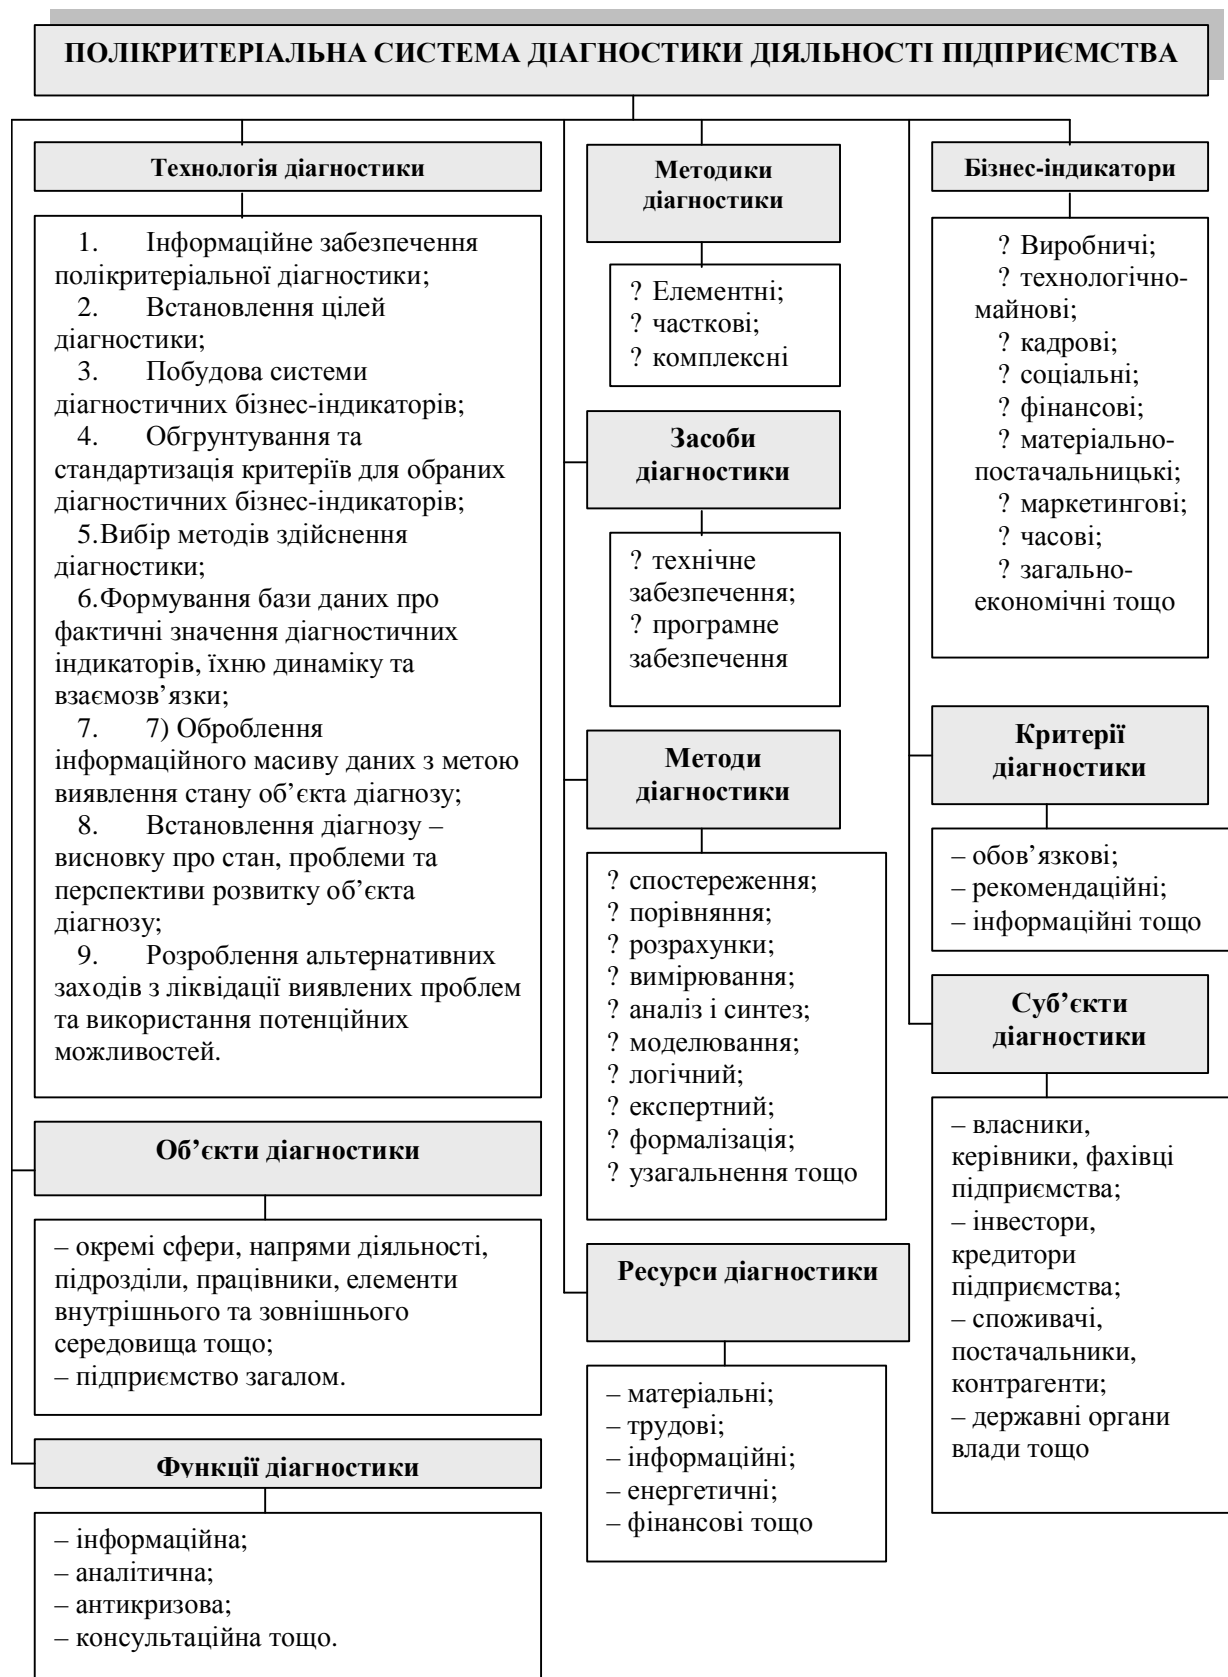 ПОЛІКРИТЕРІАЛЬНА СИСТЕМА ДІАГНОСТИКИ ДІЯЛЬНОСТІ ПІДПРИЄМСТВА
Технологія діагностики
1. Інформаційне забезпечення
полікритеріальної діагностики;
2. Встановлення цілей
діагностики;
3. Побудова системи
діагностичних бізнес-індикаторів;
4. Обгрунтування та
стандартизація критеріїв для обраних
діагностичних бізнес-індикаторів;
5.Вибір методів здійснення
діагностики;
6.Формування бази даних про
фактичні значення діагностичних
індикаторів, їхню динаміку та
взаємозв’язки;
7. 7) Оброблення
інформаційного масиву даних з метою
виявлення стану об’єкта діагнозу;
8. Встановлення діагнозу –
висновку про стан, проблеми та
перспективи розвитку об’єкта
діагнозу;
9. Розроблення альтернативних
заходів з ліквідації виявлених проблем
та використання потенційних
можливостей.
Об’єкти діагностики
– окремі сфери, напрями діяльності,
підрозділи, працівники, елементи
внутрішнього та зовнішнього
середовища тощо;
– підприємство загалом.
Функції діагностики
– інформаційна;
– аналітична;
– антикризова;
– консультаційна тощо.
Методики
діагностики
? Елементні;
? часткові;
? комплексні
Засоби
діагностики
? технічне
забезпечення;
? програмне
забезпечення
Методи
діагностики
? спостереження;
? порівняння;
? розрахунки;
? вимірювання;
? аналіз і синтез;
? моделювання;
? логічний;
? експертний;
? формалізація;
? узагальнення тощо
Ресурси діагностики
– матеріальні;
– трудові;
– інформаційні;
– енергетичні;
– фінансові тощо
Бізнес-індикатори
? Виробничі;
? технологічно-
майнові;
? кадрові;
? соціальні;
? фінансові;
? матеріально-
постачальницькі;
? маркетингові;
? часові;
? загально-
економічні тощо
Критерії
діагностики
– обов’язкові;
– рекомендаційні;
– інформаційні тощо
Суб’єкти
діагностики
– власники,
керівники, фахівці
підприємства;
– інвестори,
кредитори
підприємства;
– споживачі,
постачальники,
контрагенти;
– державні органи
влади тощо